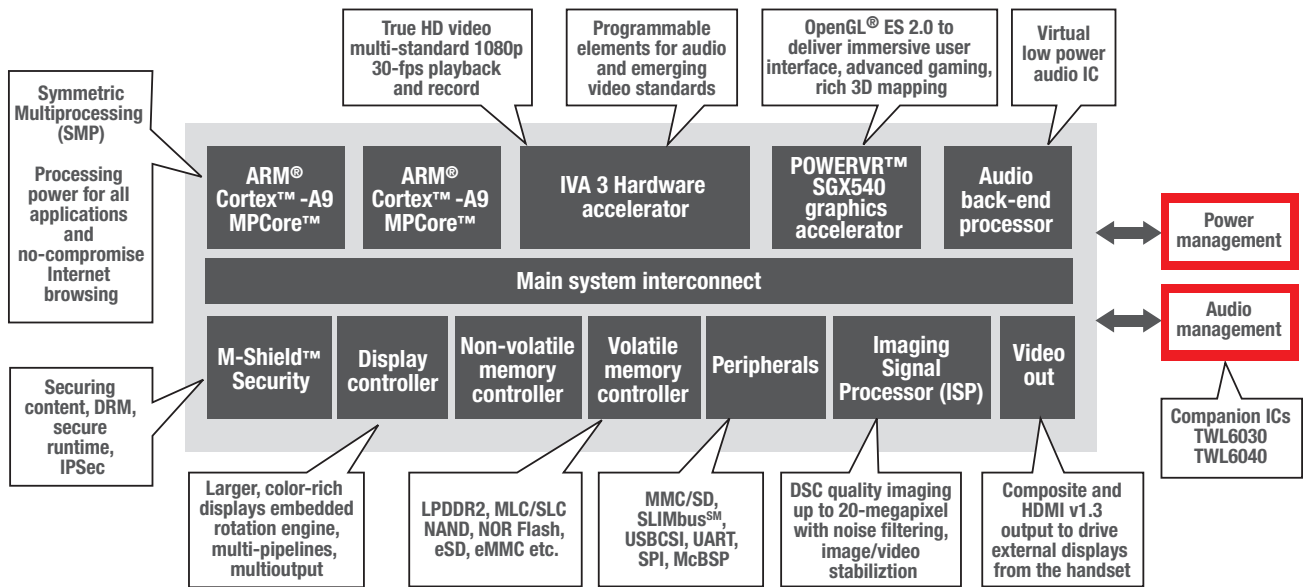 True HD video
multi-standard 1080p
30-fps playback
and record
Programmable
elements for audio
and emerging
video standards
OpenGL® ES 2.0 to
deliver immersive user
interface, advanced gaming,
rich 3D mapping
Virtual
low power
audio IC
Symmetric
Multiprocessing
(SMP)
Processing
power for all
applications
and
no-compromise
Internet
browsing
ARM®
Cortex™ -A9
MPCore™
ARM®
Cortex™ -A9
MPCore™
IVA 3 Hardware
accelerator
POWERVR™
SGX540
graphics
accelerator
Audio
back-end
processor
Power
management
Main system interconnect
Audio
management
M-Shield™
Security
Display
controller
Non-volatile
memory
controller
Volatile
memory
controller
Peripherals
Imaging
Signal
Processor (ISP)
Video
out
Securing
content, DRM,
secure
runtime,
IPSec
Companion ICs
TWL6030
TWL6040
Larger, color-rich
displays embedded
rotation engine,
multi-pipelines,
multioutput
LPDDR2, MLC/SLC
NAND, NOR Flash,
eSD, eMMC etc.
MMC/SD,
SLIMbus℠,
USBCSI, UART,
SPI, McBSP
DSC quality imaging
up to 20-megapixel
with noise filtering,
image/video
stabiliztion
Composite and
HDMI v1.3
output to drive
external displays
from the handset